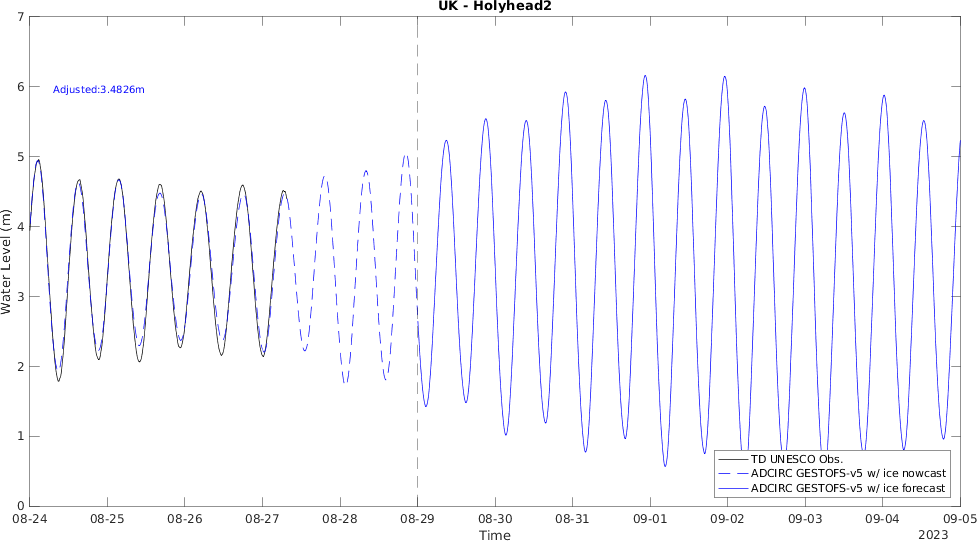 UK - Holyhead2
7
6
5
4
3
2
1
0
Water Level (m)
Adjusted:3.4826m
TD UNESCO Obs.
ADCIRC GESTOFS-v5 w/ ice nowcast
ADCIRC GESTOFS-v5 w/ ice forecast
08-24 08-25 08-26 08-27 08-28 08-29 08-30 08-31 09-01 09-02 09-03 09-04 09-05
Time
2023